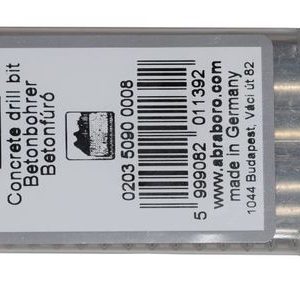 Concrete drill bit
Betonbohrer
Betonfúró
0203 5090 0008
5 999082 011392
www.abraboro.com
made in Germany
1044 Budapest, Váci út 82